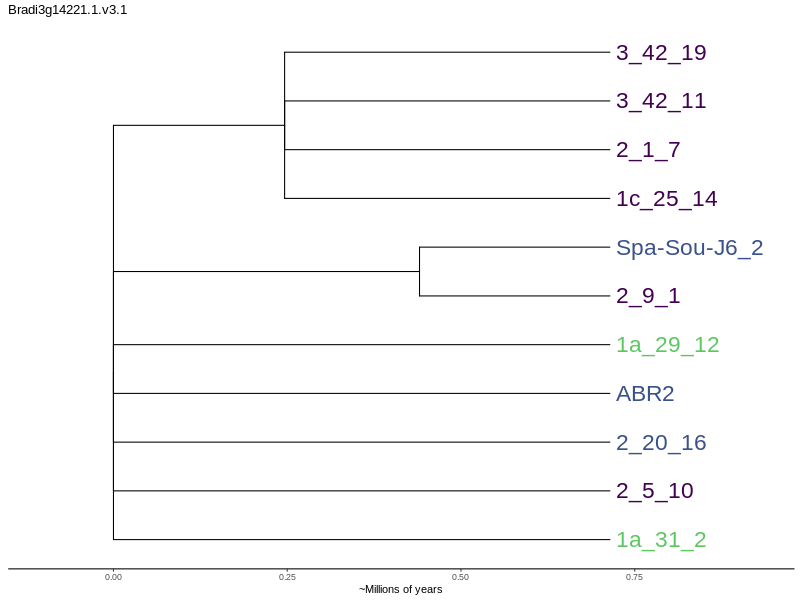 Bradi3g14221.1.v3.1
3_42_19
3_42_11
2_1_7
1c_25_14
Spa-Sou-J6_2
2_9_1
1a_29_12
ABR2
2_20_16
2_5_10
1a_31_2
0.00 0.25 0.50 0.75
~Millions of years